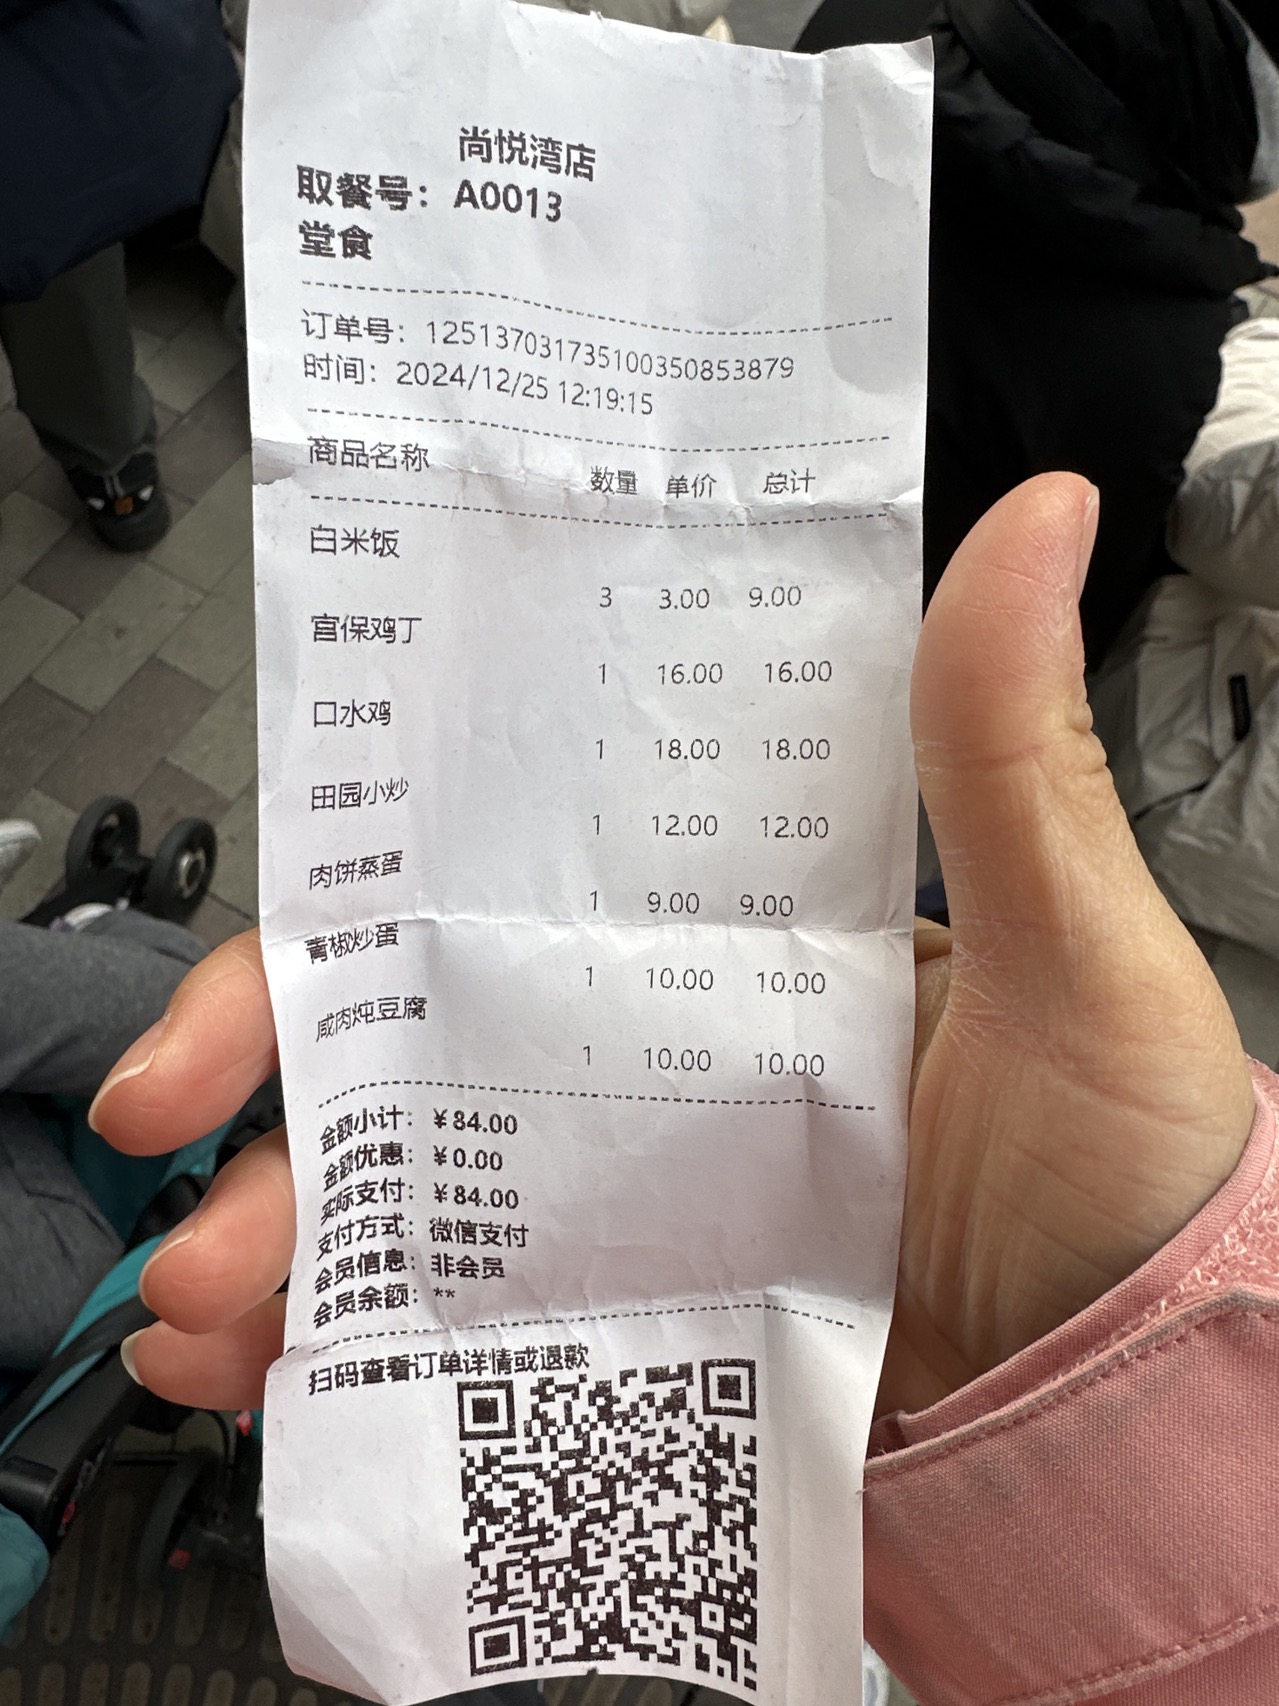 尚悦湾店
取餐号：A0013
堂食
订单号：1251370317351003508538​79
时间：2024/12/25 12:19:15
商品名称 数量 单价 总计
白米饭
3 3.00 9.00
宫保鸡丁
1 16.00 16.00
口水鸡
1 18.00 18.00
田园小炒
1 12.00 12.00
肉饼蒸蛋
1 9.00 9.00
青椒炒蛋
1 10.00 10.00
咸肉炖豆腐
1 10.00 10.00
金额小计：￥84.00
金额优惠：￥0.00
实际支付：￥84.00
支付方式：微信支付
会员信息：非会员
会员余额：**
扫码查看订单详情或退款